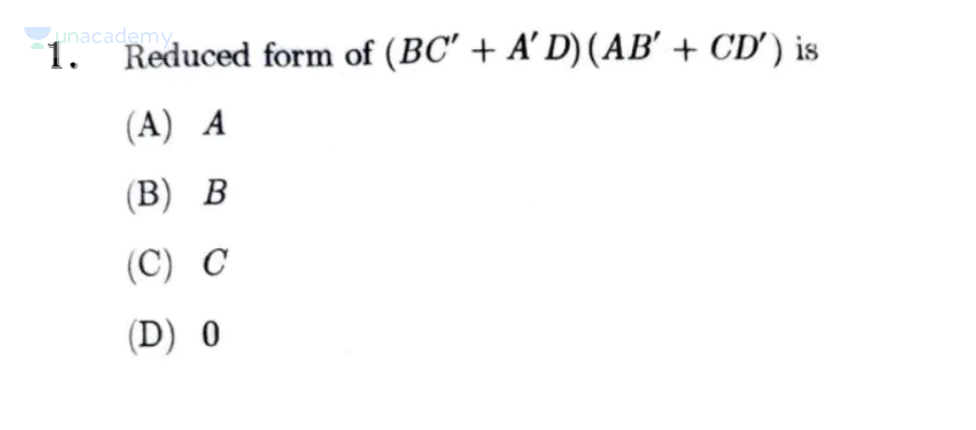 unacademy
1. Reduced form of (BC′ + A′ D)(AB′ + CD′) is
(A) A
(B) B
(C) C
(D) 0